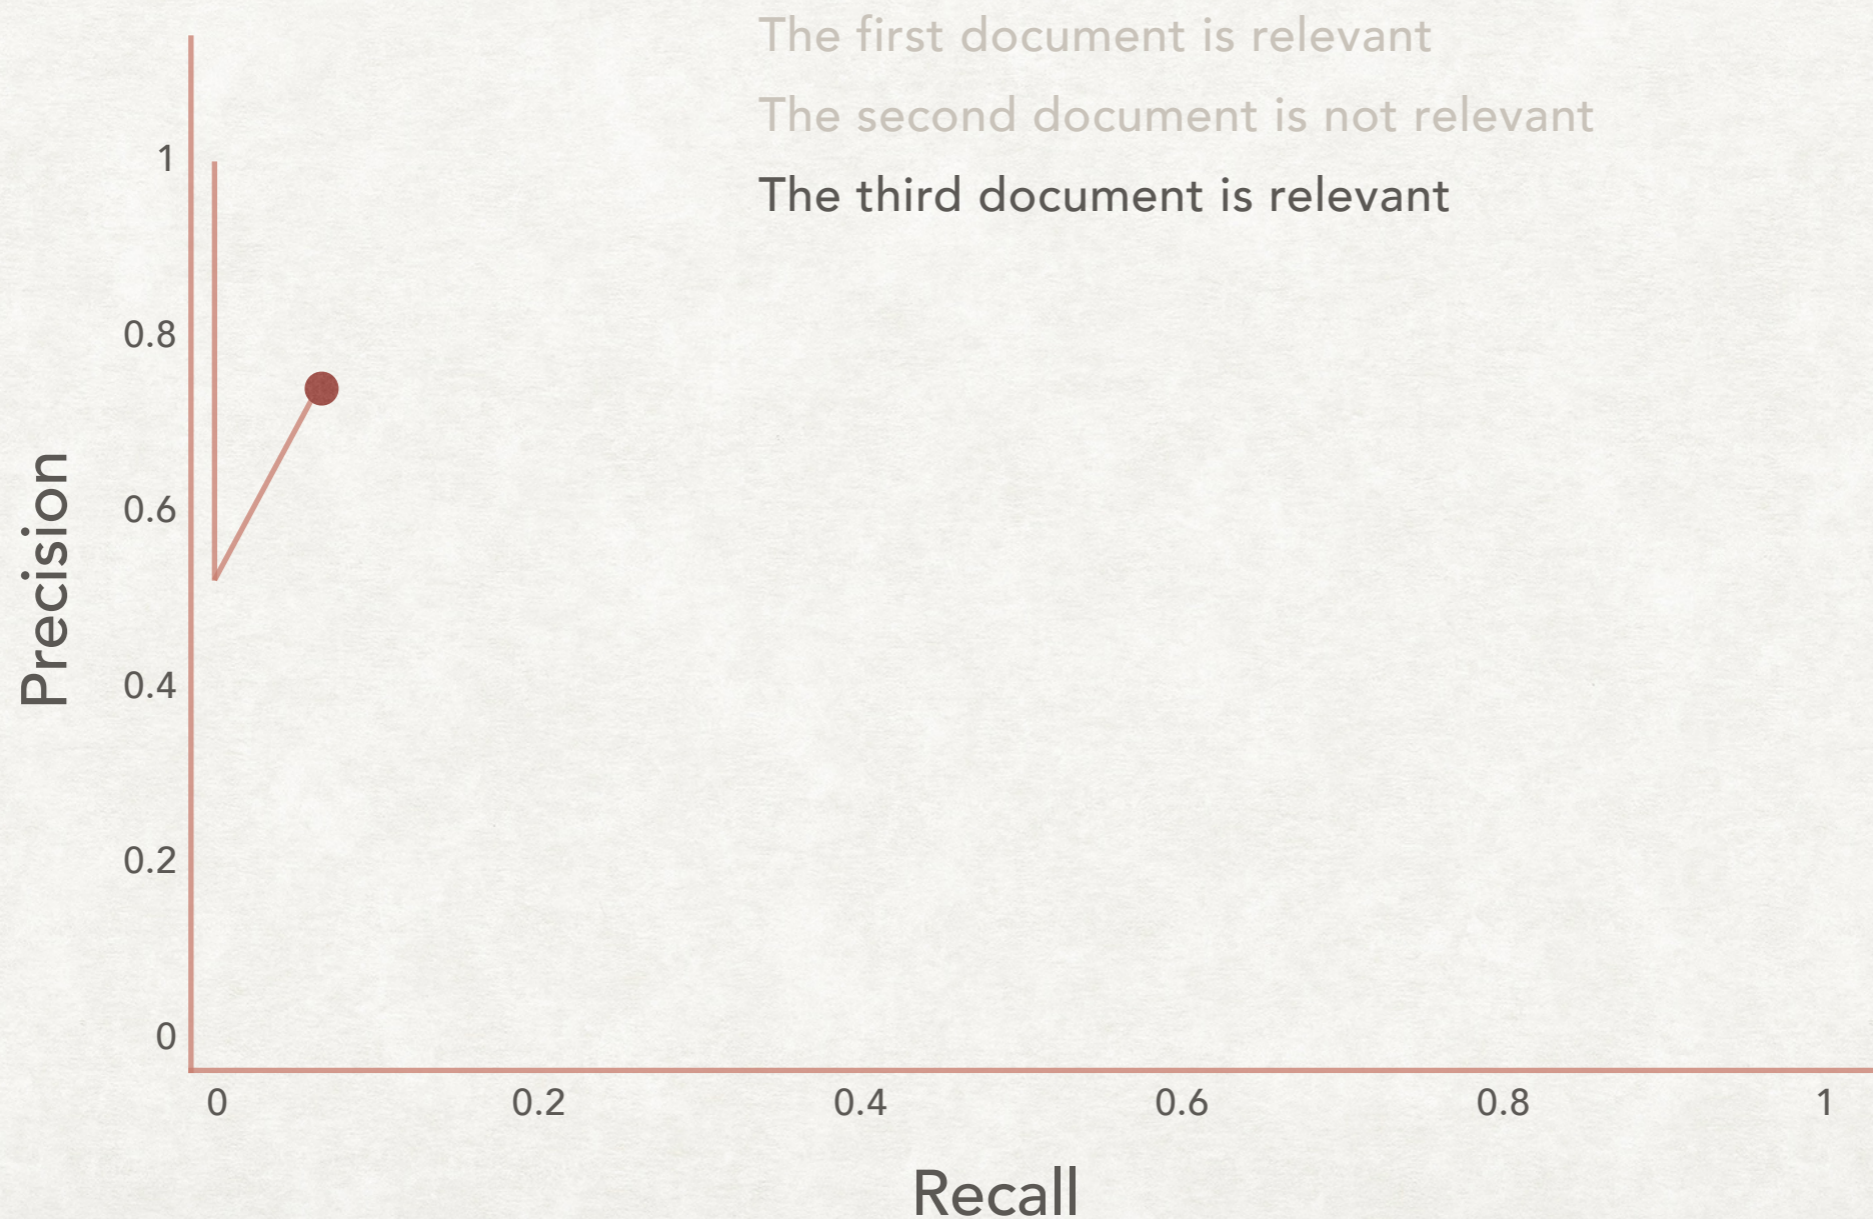 The first document is relevant
The second document is not relevant
The third document is relevant
1
0.8
0.6
0.4
0.2
0
Precision
0 0.2 0.4 0.6 0.8 1
Recall